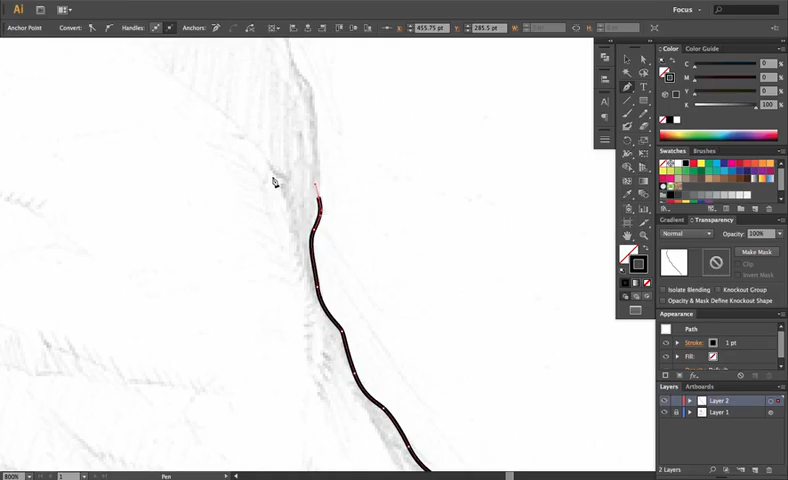 Ai
Focus
Anchor Point
Convert:
Handles:
Anchors:
X: 455.75 pt
Y: 285.5 pt
W:
H:
Color
Color Guide
C
0
%
M
0
%
Y
0
%
K
100
%
Swatches
Brushes
Gradient
Transparency
Normal
Opacity: 100%
Make Mask
Clip
Invert Mask
Isolate Blending
Knockout Group
Opacity & Mask Define Knockout Shape
Appearance
Path
Stroke:
1 pt
Fill:
Layers
Artboards
Layer 2
Layer 1
2 Layers
800%
1
Pen